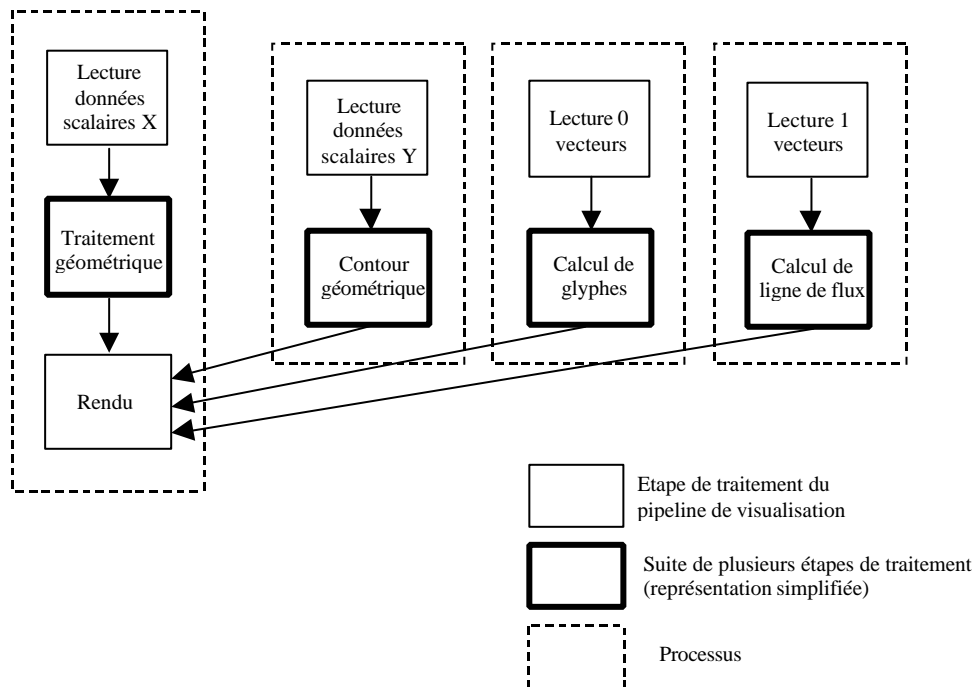 Lecture
données
scalaires X
Lecture
données
scalaires Y
Lecture 0
vecteurs
Lecture 1
vecteurs
Traitement
géométrique
Contour
géométrique
Calcul de
glyphes
Calcul de
ligne de flux
Rendu
Etape de traitement du
pipeline de visualisation
Suite de plusieurs étapes de traitement
(représentation simplifiée)
Processus